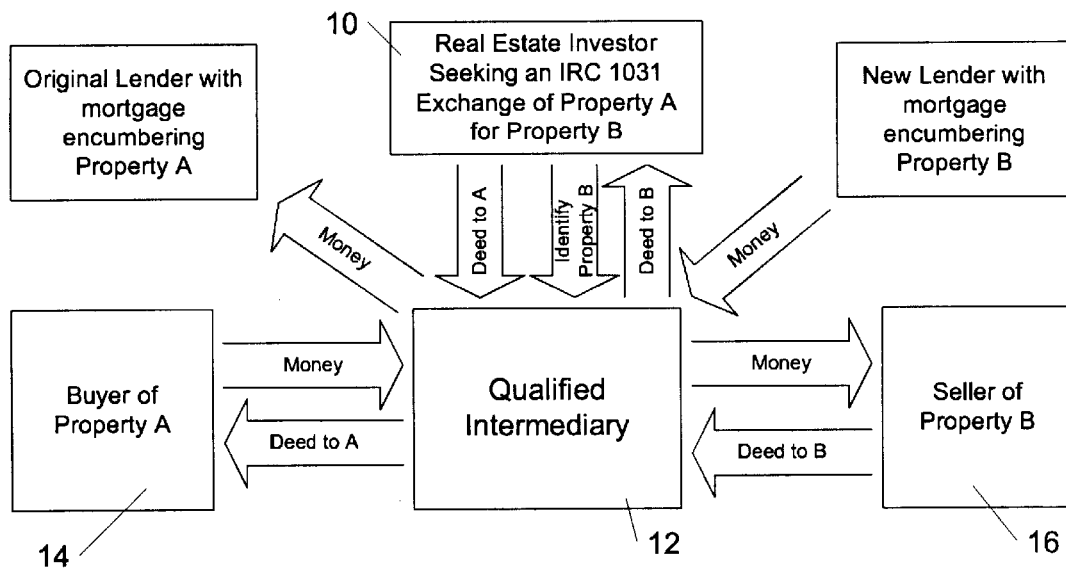 10
Original Lender with
mortgage
encumbering
Property A
Real Estate Investor
Seeking an IRC 1031
Exchange of Property A
for Property B
New Lender with
mortgage
encumbering
Property B
Money
Deed to A
Identify
Property B
Deed to B
Money
Buyer of
Property A
Money
Deed to A
Qualified
Intermediary
Money
Deed to B
Seller of
Property B
14
12
16